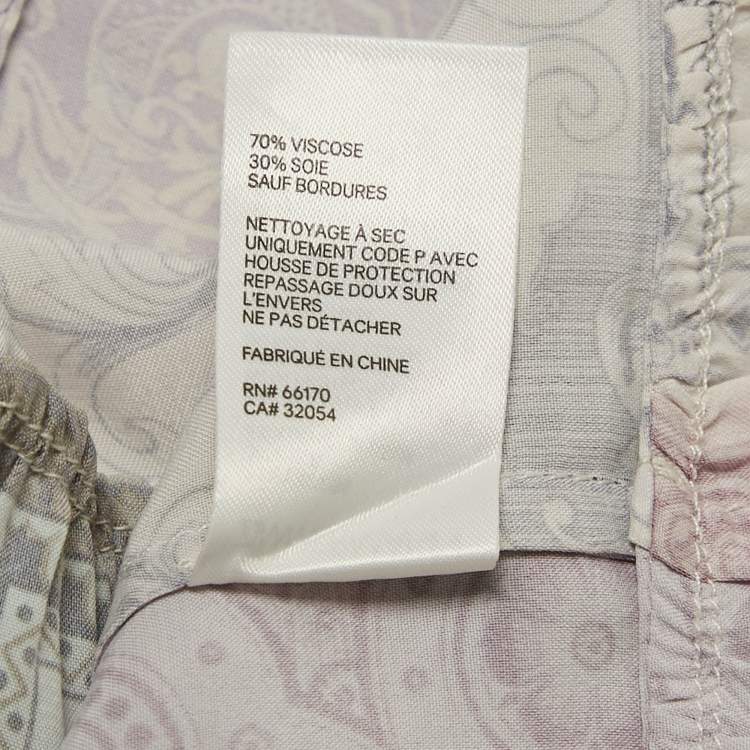 70% VISCOSE
30% SOIE
SAUF BORDURES
NETTOYAGE À SEC
UNIQUEMENT CODE P AVEC
HOUSSE DE PROTECTION
REPASSAGE DOUX SUR
L'ENVERS
NE PAS DÉTACHER
FABRIQUÉ EN CHINE
RN# 66170
CA# 32054